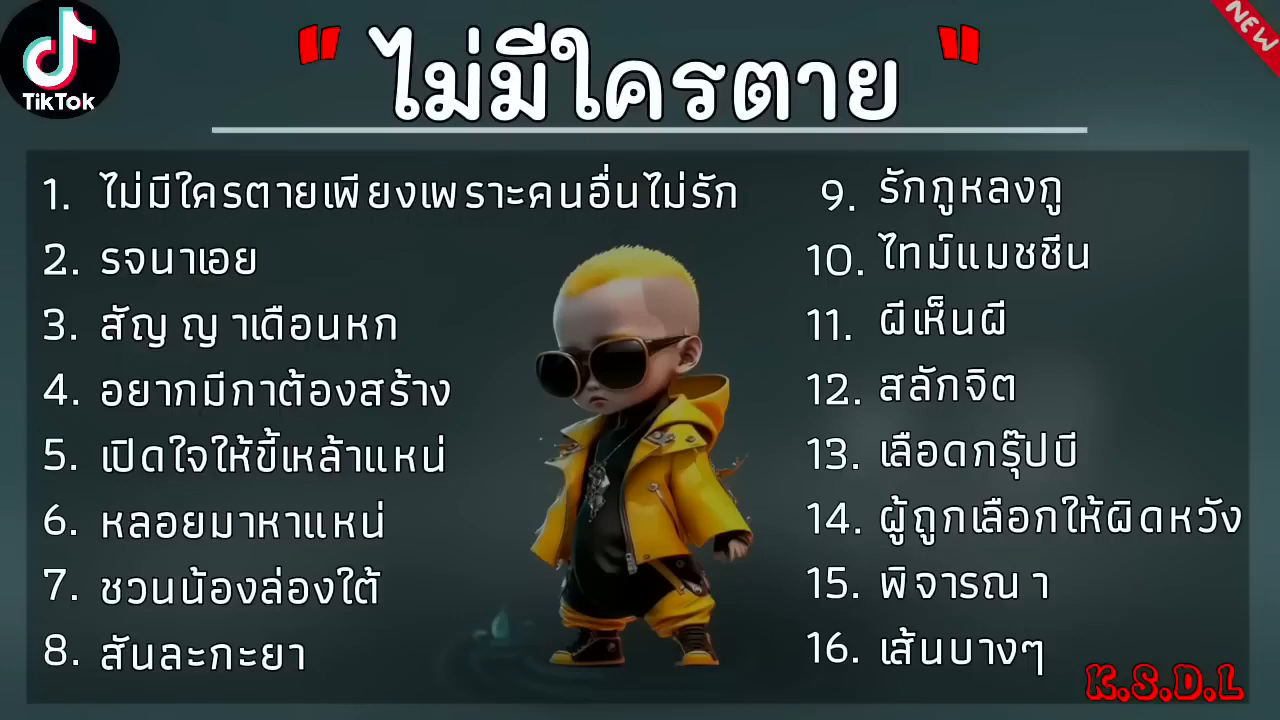 TikTok
" ไม่มีใครตาย "
NEW
1. ไม่มีใครตายเพียงเพราะคนอื่นไม่รัก
2. รจนาเอย
3. สัญญาเดือนหก
4. อยากมีกาต้องสร้าง
5. เปิดใจให้ขี้เหล้าแหน่
6. หลอยมาหาแหน่
7. ชวนน้องล่องใต้
8. สันละกะยา
9. รักกูหลงกู
10. ไทม์แมชชีน
11. ผีเห็นผี
12. สลักจิต
13. เลือดกรุ๊ปบี
14. ผู้ถูกเลือกให้ผิดหวัง
15. พิจารณา
16. เส้นบางๆ
K.S.D.L